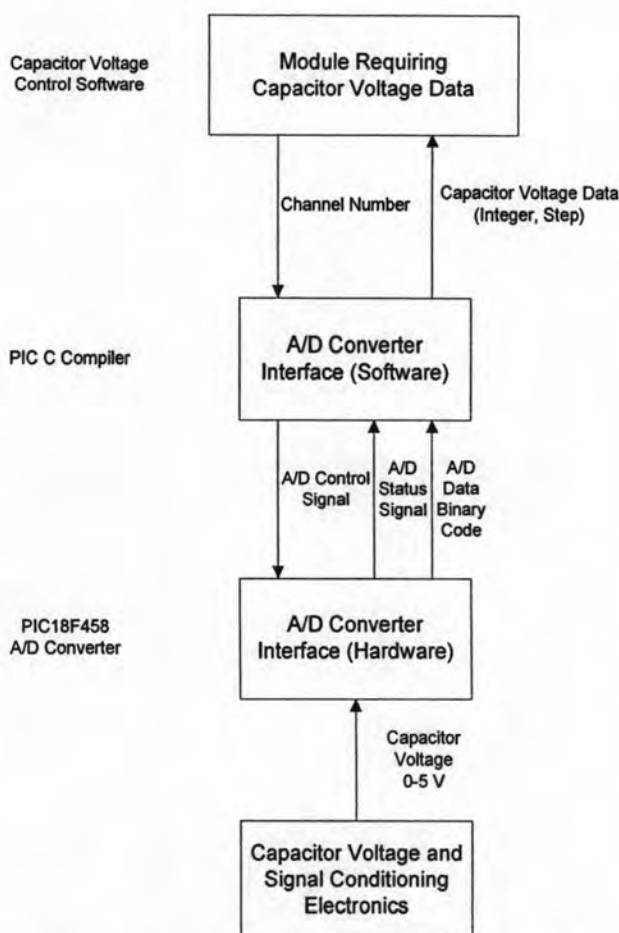 Capacitor Voltage
Control Software
Module Requiring
Capacitor Voltage Data
Channel Number
Capacitor Voltage Data
(Integer, Step)
PIC C Compiler
A/D Converter
Interface (Software)
A/D Control
Signal
A/D
Status
Signal
A/D
Data
Binary
Code
PIC18F458
A/D Converter
A/D Converter
Interface (Hardware)
Capacitor
Voltage
0-5 V
Capacitor Voltage and
Signal Conditioning
Electronics